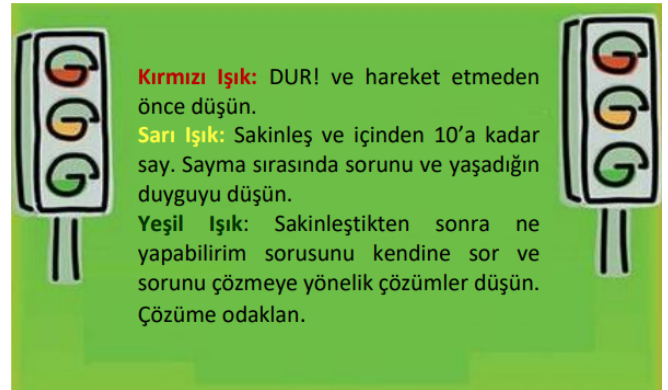 Kırmızı Işık: DUR! ve hareket etmeden
önce düşün.
Sarı Işık: Sakinleş ve içinden 10’a kadar
say. Sayma sırasında sorunu ve yaşadığın
duyguyu düşün.
Yeşil Işık: Sakinleştikten sonra ne
yapabilirim sorusunu kendine sor ve
sorunu çözmeye yönelik çözümler düşün.
Çözüme odaklan.